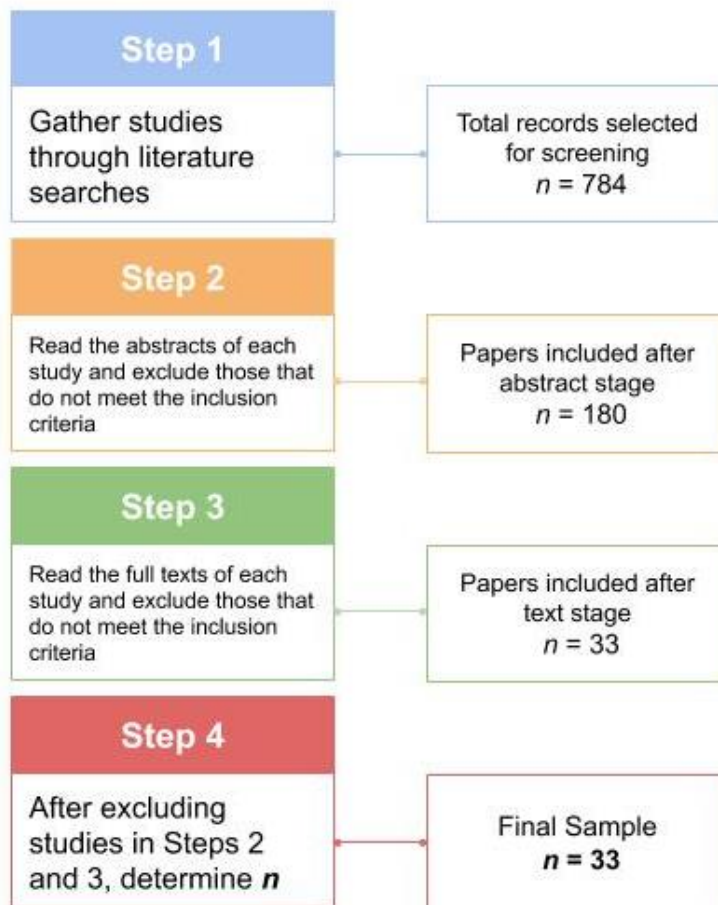 Step 1
Gather studies
through literature
searches
Total records selected
for screening
n = 784
Step 2
Read the abstracts of each
study and exclude those that
do not meet the inclusion
criteria
Papers included after
abstract stage
n = 180
Step 3
Read the full texts of each
study and exclude those that
do not meet the inclusion
criteria
Papers included after
text stage
n = 33
Step 4
After excluding
studies in Steps 2
and 3, determine n
Final Sample
n = 33